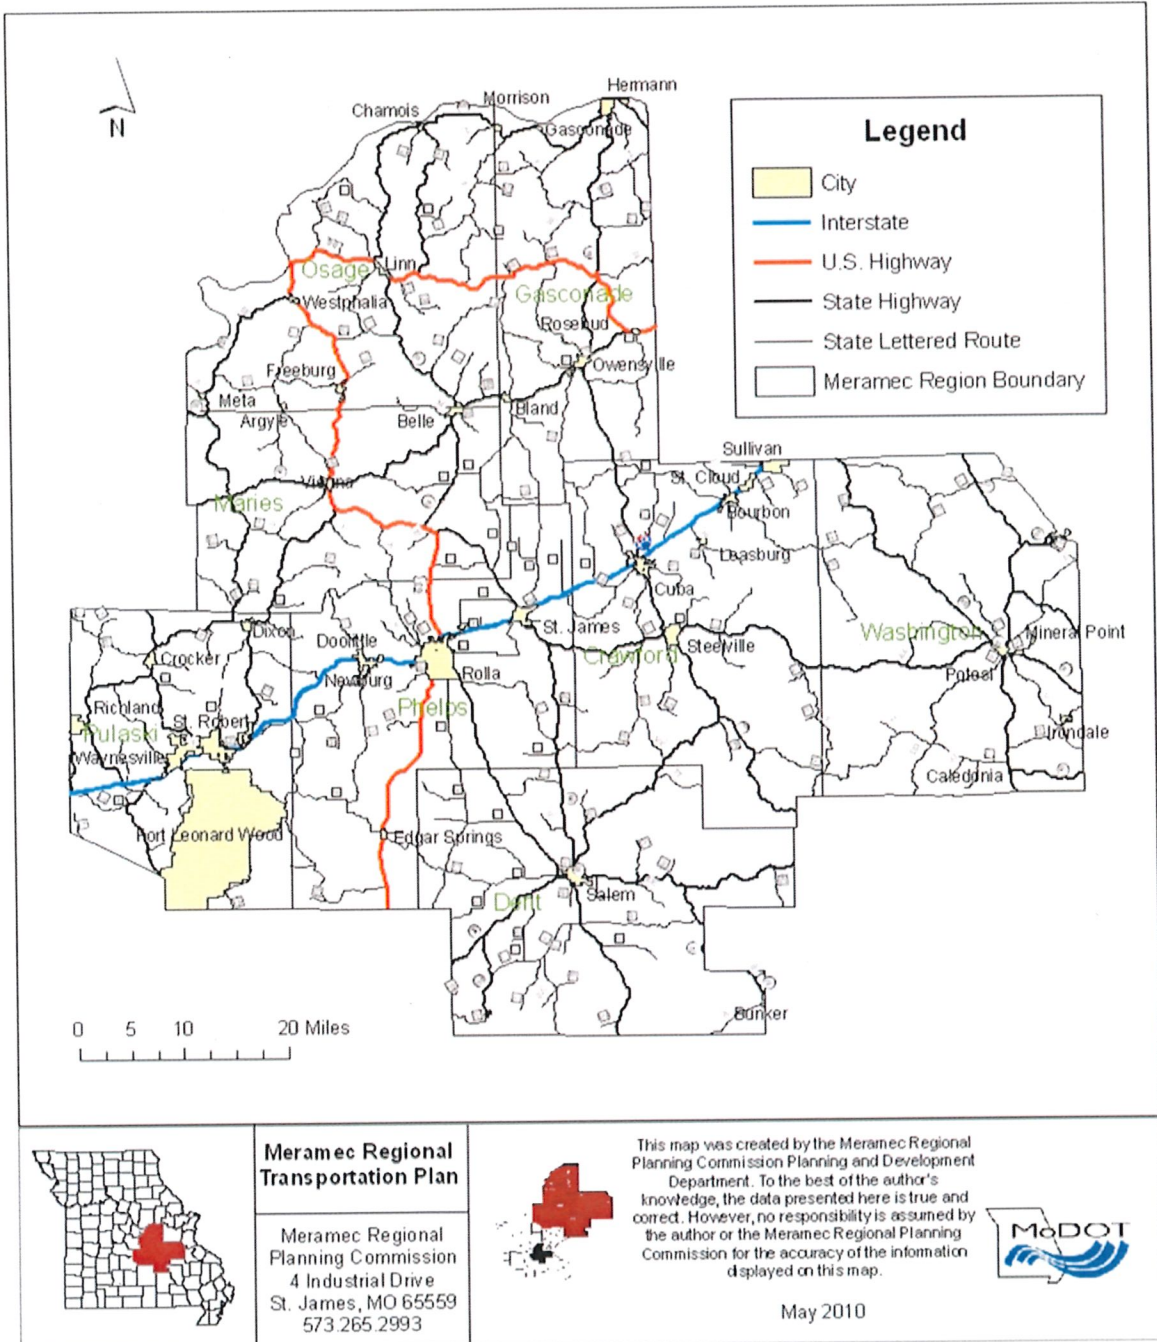 Hermann
Morrison
Chamois
Gasconade
N
Legend
City
Interstate
U.S. Highway
State Highway
State Lettered Route
Meramec Region Boundary
Osage
Linn
Gasconade
Westphalia
Rosebud
Owensville
Freeburg
Meta
Argyle
Belle
Bland
Sullivan
St. Cloud
Vienna
Maries
Bourbon
Leasburg
Cuba
Dixon
Doolittle
St. James
Washington
Mineral Point
Crocker
Crawford
Steelville
Newburg
Rolla
Potosi
Richland
Phelps
St. Robert
Pulaski
Irondale
Waynesville
Caledonia
Fort Leonard Wood
Edgar Springs
Salem
Dent
Bunker
0 5 10 20 Miles
Meramec Regional
Transportation Plan
Meramec Regional
Planning Commission
4 Industrial Drive
St. James, MO 65559
573.265.2993
This map was created by the Meramec Regional
Planning Commission Planning and Development
Department. To the best of the author's
knowledge, the data presented here is true and
correct. However, no responsibility is assumed by
the author or the Meramec Regional Planning
Commission for the accuracy of the information
displayed on this map.
May 2010
MoDOT